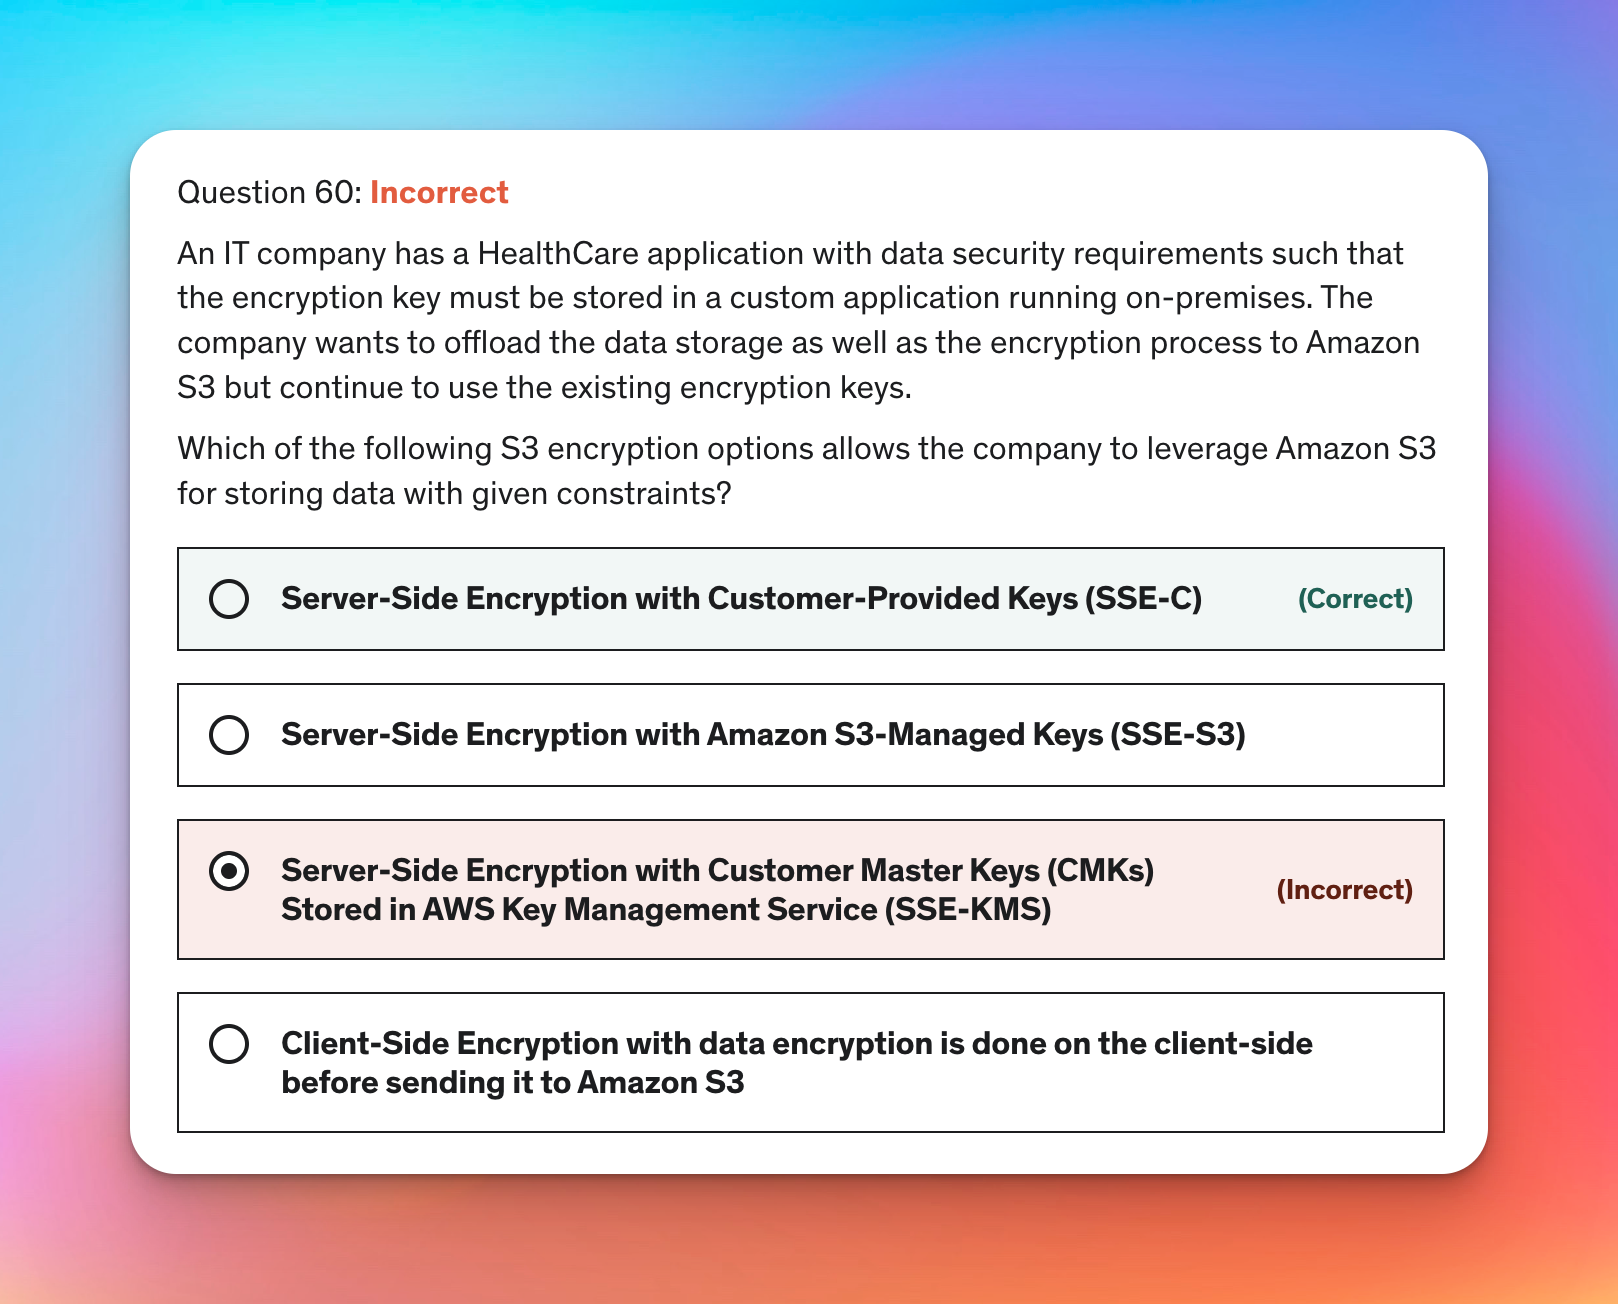 Question 60: Incorrect
An IT company has a HealthCare application with data security requirements such that
the encryption key must be stored in a custom application running on-premises. The
company wants to offload the data storage as well as the encryption process to Amazon
S3 but continue to use the existing encryption keys.
Which of the following S3 encryption options allows the company to leverage Amazon S3
for storing data with given constraints?
Server-Side Encryption with Customer-Provided Keys (SSE-C) (Correct)
Server-Side Encryption with Amazon S3-Managed Keys (SSE-S3)
Server-Side Encryption with Customer Master Keys (CMKs)
Stored in AWS Key Management Service (SSE-KMS)
(Incorrect)
Client-Side Encryption with data encryption is done on the client-side
before sending it to Amazon S3